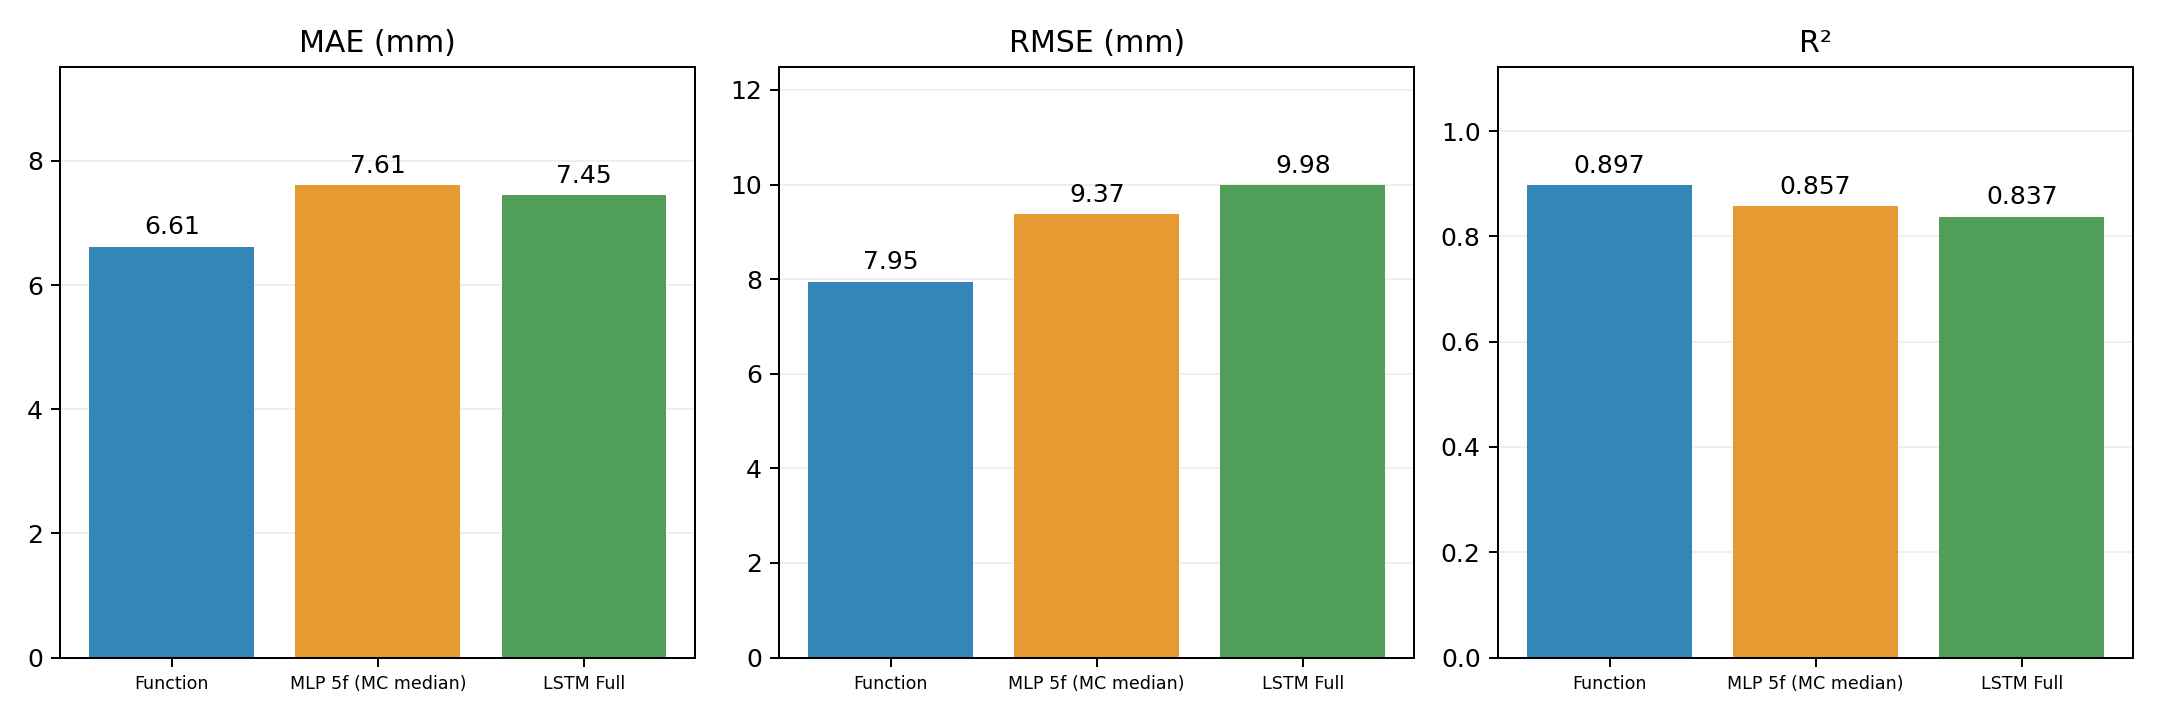 MAE (mm)
8
6
4
2
0
6.61
7.61
7.45
Function
MLP 5f (MC median)
LSTM Full
RMSE (mm)
12
10
8
6
4
2
0
7.95
9.37
9.98
Function
MLP 5f (MC median)
LSTM Full
R²
1.0
0.8
0.6
0.4
0.2
0.0
0.897
0.857
0.837
Function
MLP 5f (MC median)
LSTM Full